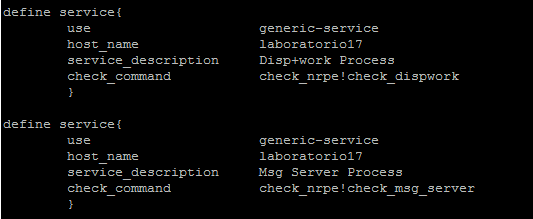 define service{
        use                     generic-service
        host_name               laboratorio17
        service_description     Disp+work Process
        check_command           check_nrpe!check_dispwork
        }
define service{
        use                     generic-service
        host_name               laboratorio17
        service_description     Msg Server Process
        check_command           check_nrpe!check_msg_server
        }